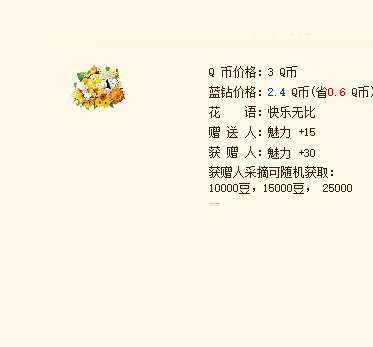 Q 币价格：3 Q币
蓝钻价格：2.4 Q币(省0.6 Q币)
花　　语：快乐无比
赠 送 人：魅力 +15
获 赠 人：魅力 +30
获赠人采摘可随机获取：
10000豆，15000豆， 25000